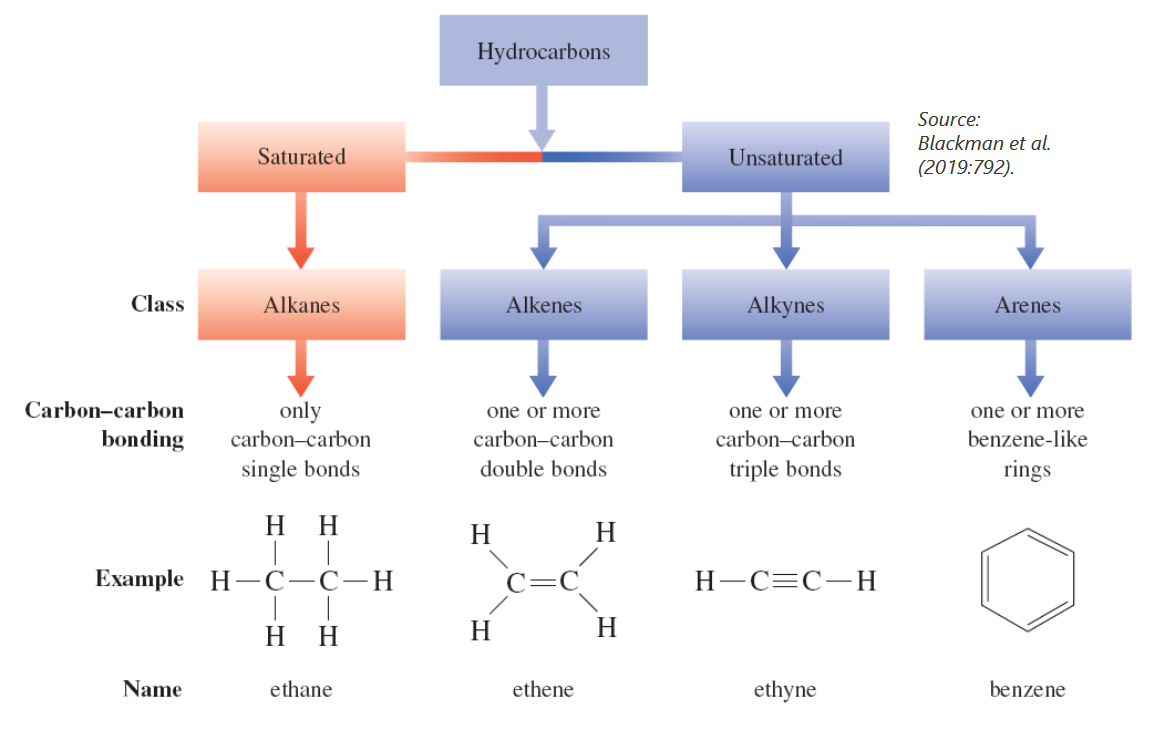 Hydrocarbons
Source:
Blackman et al.
(2019:792).
Saturated
Unsaturated
Class
Alkanes
Alkenes
Alkynes
Arenes
Carbon–carbon
bonding
only
carbon–carbon
single bonds
one or more
carbon–carbon
double bonds
one or more
carbon–carbon
triple bonds
one or more
benzene-like
rings
Example
H H
H—C—C—H
H H
H H
C=C
H H
H—C≡C—H
Name
ethane
ethene
ethyne
benzene